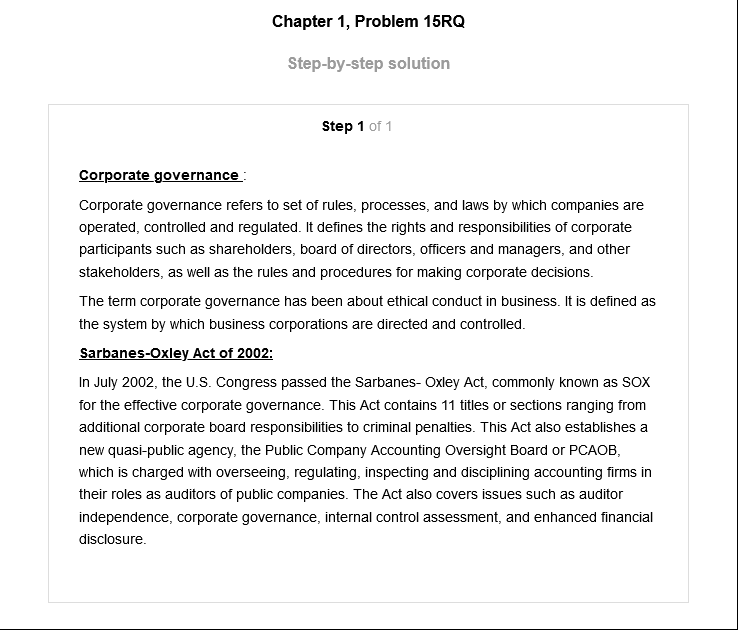 Chapter 1, Problem 15RQ
Step-by-step solution
Step 1 of 1
Corporate governance :
Corporate governance refers to set of rules, processes, and laws by which companies are
operated, controlled and regulated. It defines the rights and responsibilities of corporate
participants such as shareholders, board of directors, officers and managers, and other
stakeholders, as well as the rules and procedures for making corporate decisions.
The term corporate governance has been about ethical conduct in business. It is defined as
the system by which business corporations are directed and controlled.
Sarbanes-Oxley Act of 2002:
In July 2002, the U.S. Congress passed the Sarbanes- Oxley Act, commonly known as SOX
for the effective corporate governance. This Act contains 11 titles or sections ranging from
additional corporate board responsibilities to criminal penalties. This Act also establishes a
new quasi-public agency, the Public Company Accounting Oversight Board or PCAOB,
which is charged with overseeing, regulating, inspecting and disciplining accounting firms in
their roles as auditors of public companies. The Act also covers issues such as auditor
independence, corporate governance, internal control assessment, and enhanced financial
disclosure.